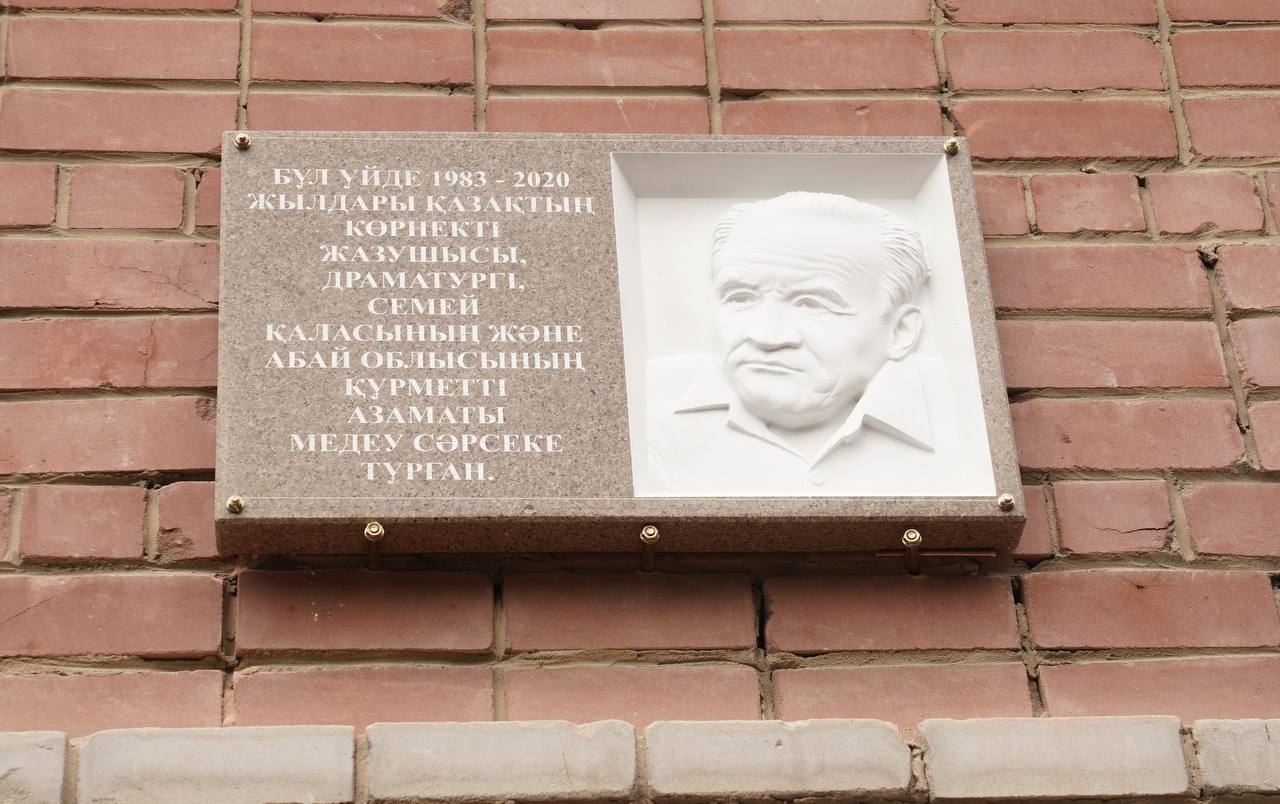 БҰЛ ҮЙДЕ 1983 - 2020
ЖЫЛДАРЫ ҚАЗАҚТЫҢ
КӨРНЕКТІ
ЖАЗУШЫСЫ,
ДРАМАТУРГІ,
СЕМЕЙ
ҚАЛАСЫНЫҢ ЖӘНЕ
АБАЙ ОБЛЫСЫНЫҢ
ҚҰРМЕТТІ
АЗАМАТЫ
МЕДЕУ СӘРСЕКЕ
ТҰРҒАН.